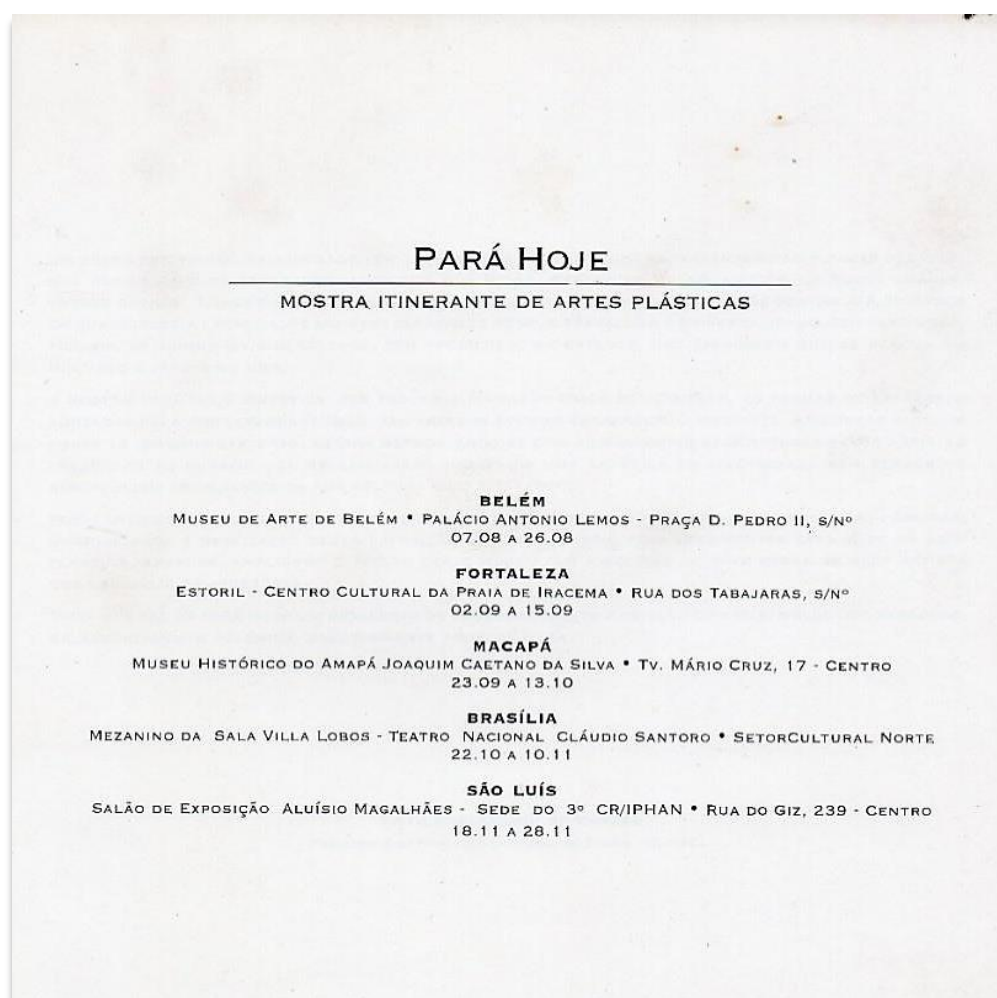 PARÁ HOJE
MOSTRA ITINERANTE DE ARTES PLÁSTICAS
BELÉM
MUSEU DE ARTE DE BELÉM • PALÁCIO ANTONIO LEMOS - PRAÇA D. PEDRO II, S/Nº
07.08 A 26.08
FORTALEZA
ESTORIL - CENTRO CULTURAL DA PRAIA DE IRACEMA • RUA DOS TABAJARAS, S/Nº
02.09 A 15.09
MACAPÁ
MUSEU HISTÓRICO DO AMAPÁ JOAQUIM CAETANO DA SILVA • TV. MÁRIO CRUZ, 17 - CENTRO
23.09 A 13.10
BRASÍLIA
MEZANINO DA SALA VILLA LOBOS - TEATRO NACIONAL CLÁUDIO SANTORO • SETORCULTURAL NORTE
22.10 A 10.11
SÃO LUÍS
SALÃO DE EXPOSIÇÃO ALUÍSIO MAGALHÃES - SEDE DO 3º CR/IPHAN • RUA DO GIZ, 239 - CENTRO
18.11 A 28.11